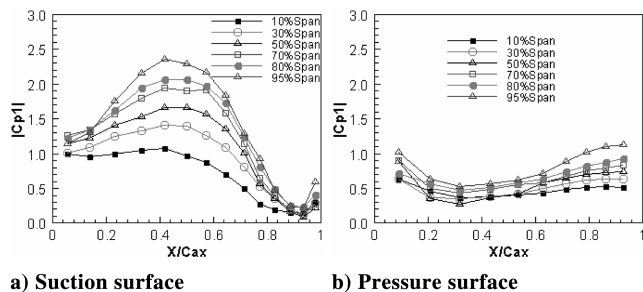 |Cp1|
3.0
2.5
2.0
1.5
1.0
0.5
0.0
0
0.2
0.4
0.6
0.8
1
X/Cax
10%Span
30%Span
50%Span
70%Span
80%Span
95%Span
a) Suction surface
|Cp1|
3.0
2.5
2.0
1.5
1.0
0.5
0.0
0
0.2
0.4
0.6
0.8
1
X/Cax
10%Span
30%Span
50%Span
70%Span
80%Span
95%Span
b) Pressure surface